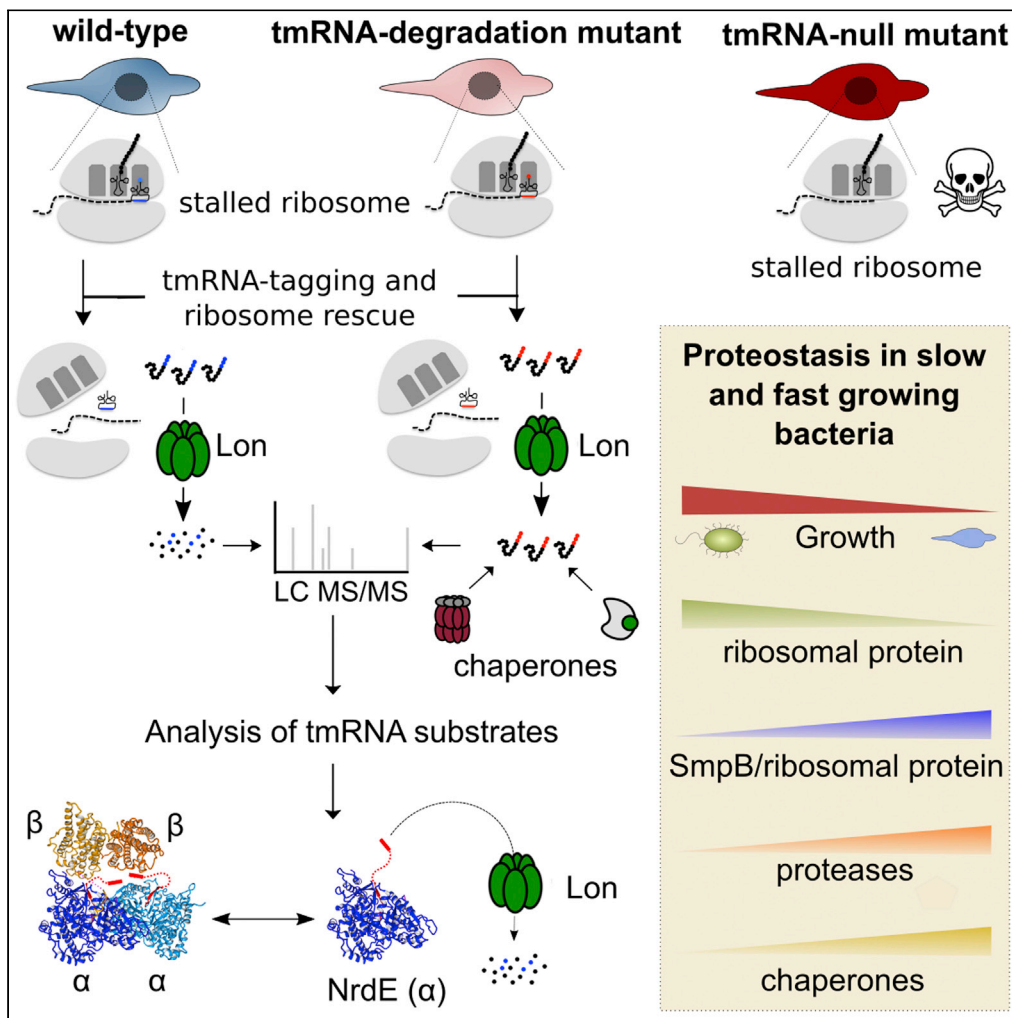 wild-type
tmRNA-degradation mutant
tmRNA-null mutant
stalled ribosome
stalled ribosome
tmRNA-tagging and
ribosome rescue
Lon
Lon
LC MS/MS
chaperones
Analysis of tmRNA substrates
β
β
α
α
NrdE (α)
Lon
Proteostasis in slow
and fast growing
bacteria
Growth
ribosomal protein
SmpB/ribosomal protein
proteases
chaperones